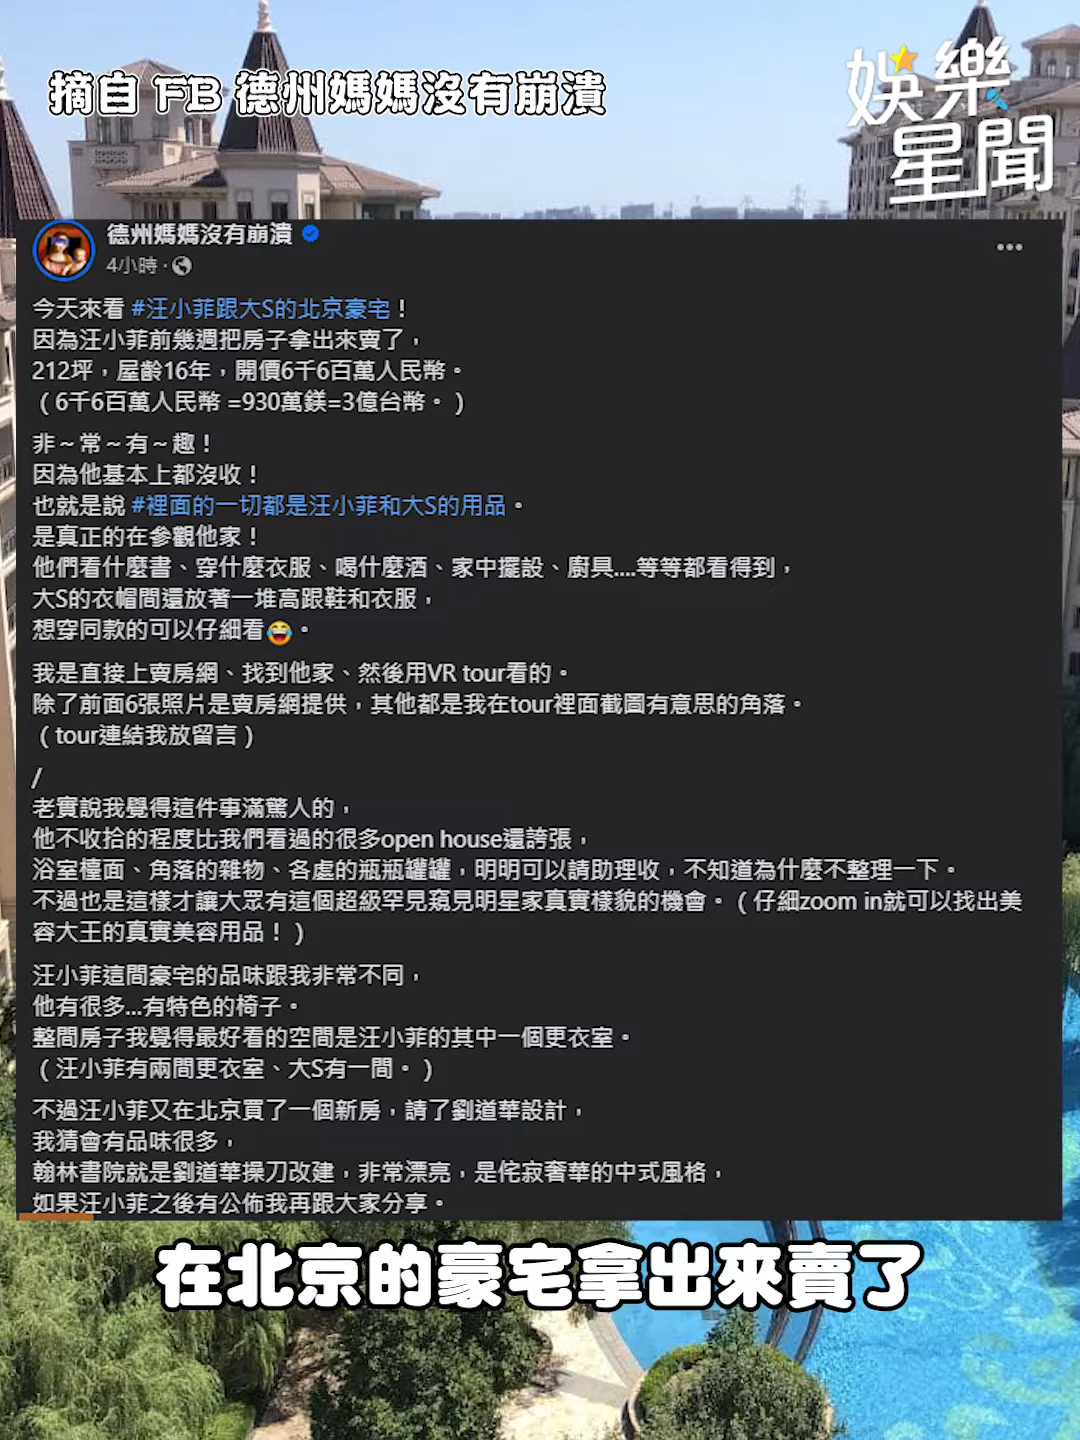 摘自 FB 德州媽媽沒有崩潰
娛樂
星聞
德州媽媽沒有崩潰
4小時 ·
今天來看 #汪小菲跟大S的北京豪宅！
因為汪小菲前幾週把房子拿出來賣了，
212坪，屋齡16年，開價6千6百萬人民幣。
（6千6百萬人民幣 =930萬鎂=3億台幣。）
非～常～有～趣！
因為他基本上都沒收！
也就是說 #裡面的一切都是汪小菲和大S的用品。
是真正的在參觀他家！
他們看什麼書、穿什麼衣服、喝什麼酒、家中擺設、廚具....等等都看得到，
大S的衣帽間還放著一堆高跟鞋和衣服，
想穿同款的可以仔細看😂。
我是直接上賣房網、找到他家、然後用VR tour看的。
除了前面6張照片是賣房網提供，其他都是我在tour裡面截圖有意思的角落。
（tour連結我放留言）
/
老實說我覺得這件事滿驚人的，
他不收拾的程度比我們看過的很多open house還誇張，
浴室檯面、角落的雜物、各處的瓶瓶罐罐，明明可以請助理收，不知道為什麼不整理一下。
不過也是這樣才讓大眾有這個超級罕見窺見明星家真實樣貌的機會。（仔細zoom in就可以找出美
容大王的真實美容用品！）
汪小菲這間豪宅的品味跟我非常不同，
他有很多...有特色的椅子。
整間房子我覺得最好看的空間是汪小菲的其中一個更衣室。
（汪小菲有兩間更衣室、大S有一間。）
不過汪小菲又在北京買了一個新房，請了劉道華設計，
我猜會有品味很多，
翰林書院就是劉道華操刀改建，非常漂亮，是侘寂奢華的中式風格，
如果汪小菲之後有公佈我再跟大家分享。
在北京的豪宅拿出來賣了